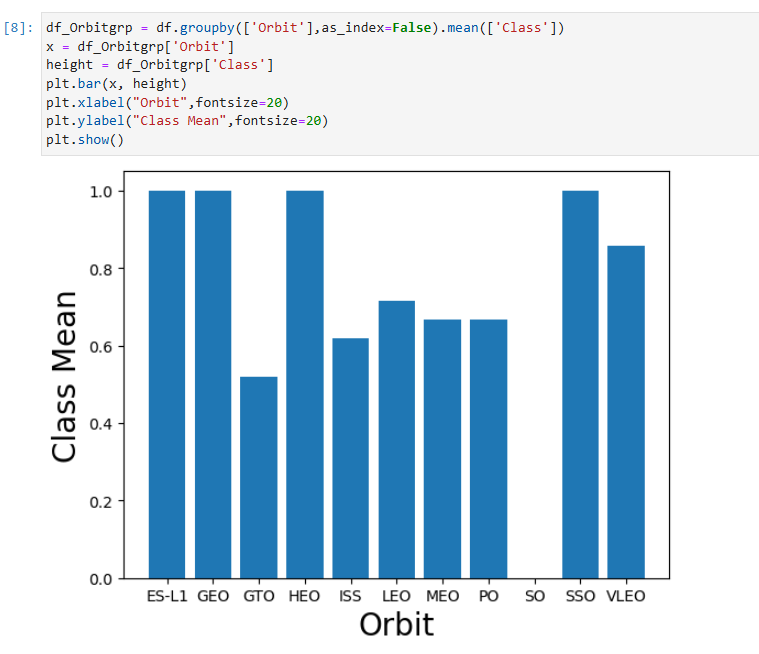 [8]: df_Orbitgrp = df.groupby(['Orbit'],as_index=False).mean(['Class'])
x = df_Orbitgrp['Orbit']
height = df_Orbitgrp['Class']
plt.bar(x, height)
plt.xlabel("Orbit",fontsize=20)
plt.ylabel("Class Mean",fontsize=20)
plt.show()
1.0
0.8
0.6
0.4
0.2
0.0
Class Mean
ES-L1 GEO GTO HEO ISS LEO MEO PO SO SSO VLEO
Orbit